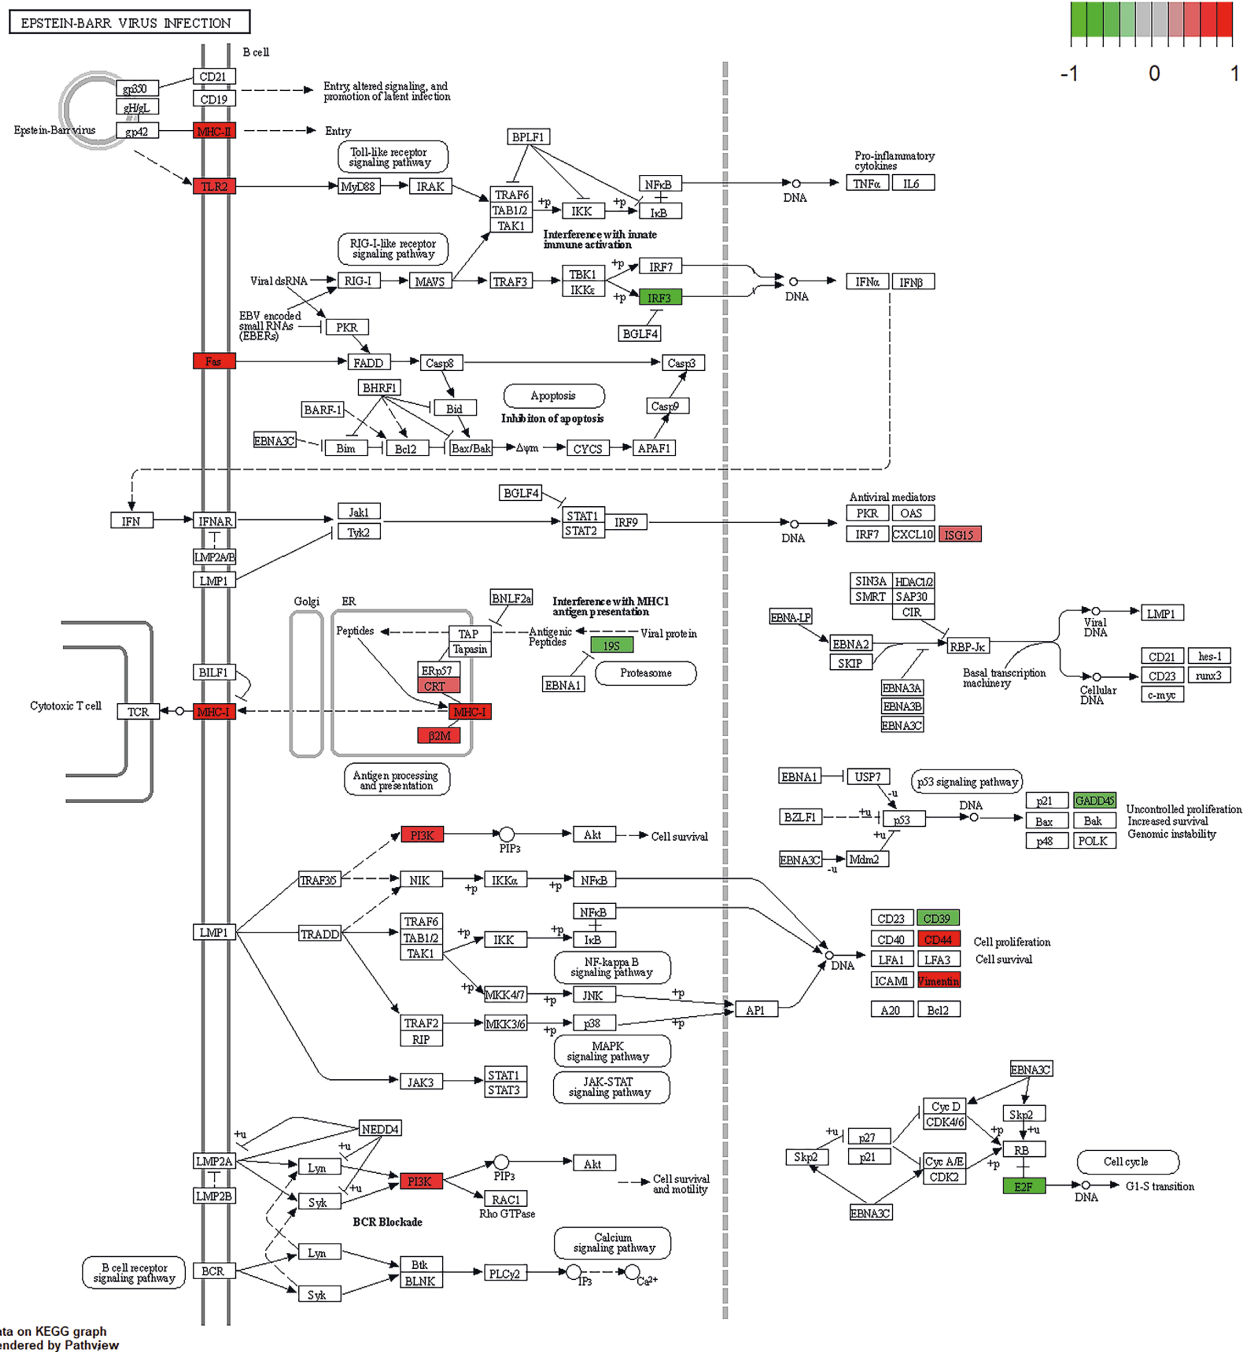 EPSTEIN-BARR VIRUS INFECTION
-1 0 1
B cell
gp350
CD21
gH/gL
CD19
Entry, altered signaling, and
promotion of latent infection
Epstein-Barr virus
gp42
MHC-II
Entry
Toll-like receptor
signaling pathway
BPLF1
Pro-inflammatory
cytokines
TLR2
MyD88
IRAK
TRAF6
TAB1/2
TAK1
+p
IKK
+p
NFκB
IκB
DNA
TNFα
IL6
Interference with innate
immune activation
RIG-I-like receptor
signaling pathway
Viral dsRNA
RIG-I
MAVS
TRAF3
TBK1
IKKε
+p
IRF7
+p
IRF3
DNA
IFNα
IFNβ
EBV encoded
small RNAs
(EBERs)
PKR
BGLF4
Fas
FADD
Casp8
Casp3
BHRF1
Apoptosis
BARF-1
Bid
Inhibiton of apoptosis
Casp9
EBNA3C
Bim
Bcl2
Bax/Bak
Δψm
CYCS
APAF1
BGLF4
Antiviral mediators
IFN
IFNAR
Jak1
Tyk2
STAT1
STAT2
IRF9
DNA
PKR
OAS
IRF7
CXCL10
ISG15
LMP2A/B
LMP1
Golgi
ER
BNLF2a
Interference with MHC1
antigen presentation
Peptides
TAP
Tapasin
Antigenic
Peptides
Viral protein
19S
ERp57
CRT
EBNA1
Proteasome
BILF1
Cytotoxic T cell
TCR
MHC-I
MHC-I
β2M
Antigen processing
and presentation
SIN3A
HDAC1/2
SMRT
SAP30
CIR
EBNA-LP
EBNA2
SKIP
RBP-Jκ
EBNA3A
EBNA3B
EBNA3C
Basal transcription
machinery
Viral
DNA
LMP1
Cellular
DNA
CD21
hes-1
CD23
runx3
c-myc
EBNA1
USP7
p53 signaling pathway
-u
BZLF1
+u
p53
+u
DNA
EBNA3C
-u
Mdm2
p21
GADD45
Bax
Bak
p48
POLK
Uncontrolled proliferation
Increased survival
Genomic instability
PI3K
PIP3
Akt
Cell survival
TRAF3/5
NIK
+p
IKKα
+p
NFκB
LMP1
TRADD
TRAF6
TAB1/2
TAK1
+p
IKK
+p
NFκB
IκB
NF-kappa B
signaling pathway
+p
MKK4/7
+p
JNK
+p
TRAF2
RIP
MKK3/6
+p
p38
+p
AP1
MAPK
signaling pathway
JAK3
STAT1
STAT3
JAK-STAT
signaling pathway
DNA
CD23
CD39
CD40
CD44
LFA1
LFA3
ICAM1
Vimentin
A20
Bcl2
Cell proliferation
Cell survival
NEDD4
+u
LMP2A
LMP2B
Lyn
+u
Syk
+u
PI3K
PIP3
Akt
RAC1
Rho GTPase
Cell survival
and motility
BCR Blockade
B cell receptor
signaling pathway
BCR
Lyn
Syk
Btk
BLNK
PLCγ2
IP3
Ca2+
Calcium
signaling pathway
EBNA3C
Cyc D
CDK4/6
Skp2
+u
Skp2
+u
p27
p21
+p
RB
Cyc A/E
CDK2
+p
EBNA3C
E2F
DNA
Cell cycle
G1-S transition
ata on KEGG graph
endered by Pathview